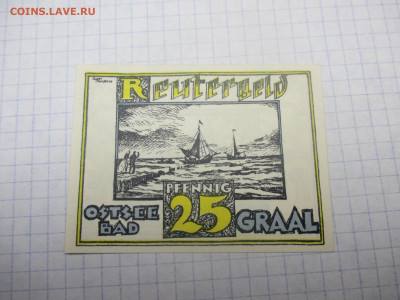 COINS.LAVE.RU
Reutergeld
PFENNIG
25
OSTSEE
BAD
GRAAL